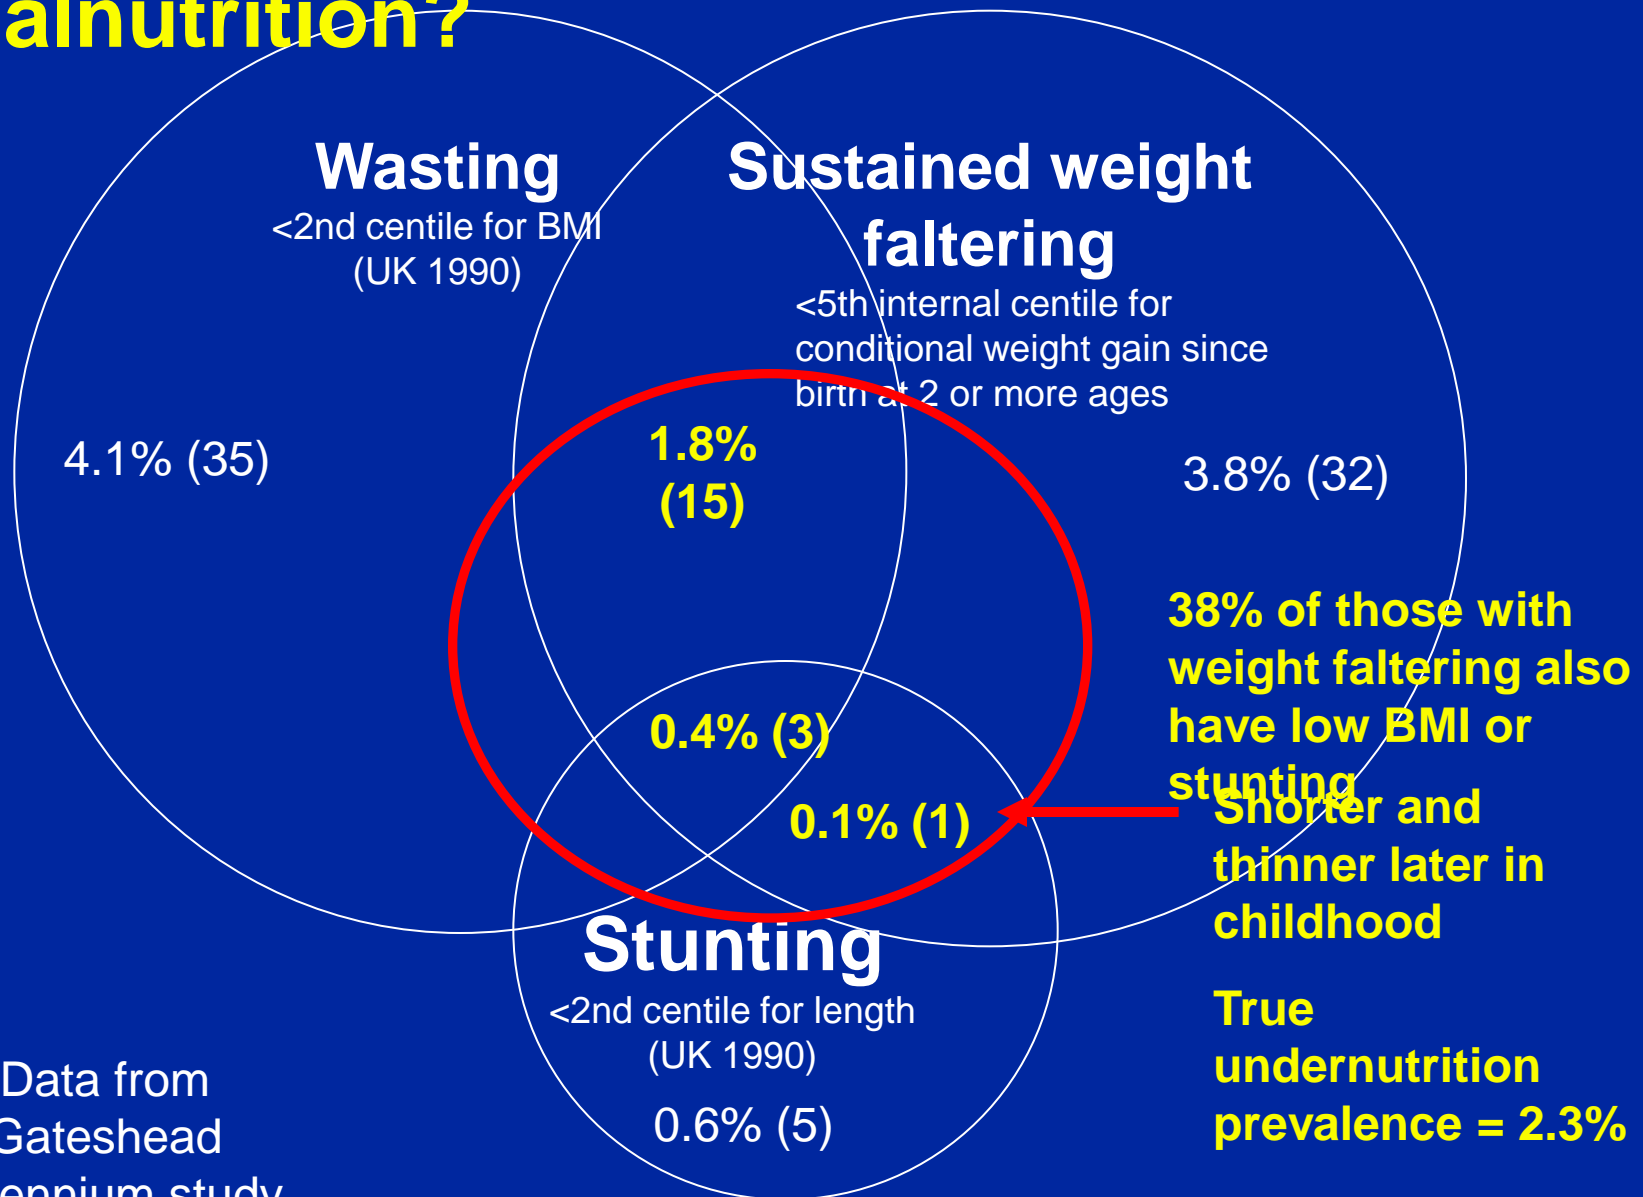 alnutrition?
Wasting
<2nd centile for BMI
(UK 1990)
Sustained weight
faltering
<5th internal centile for
conditional weight gain since
birth at 2 or more ages
4.1% (35)
1.8%
(15)
3.8% (32)
38% of those with
weight faltering also
have low BMI or
stunting
0.4% (3)
0.1% (1)
Shorter and
thinner later in
childhood
Stunting
<2nd centile for length
(UK 1990)
0.6% (5)
True
undernutrition
prevalence = 2.3%
Data from
Gateshead
ennium study